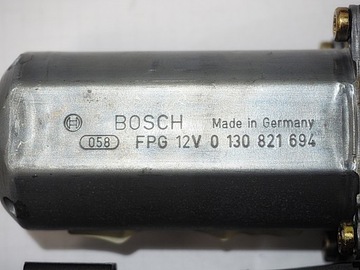 BOSCH Made in Germany
058 FPG 12V 0 130 821 694